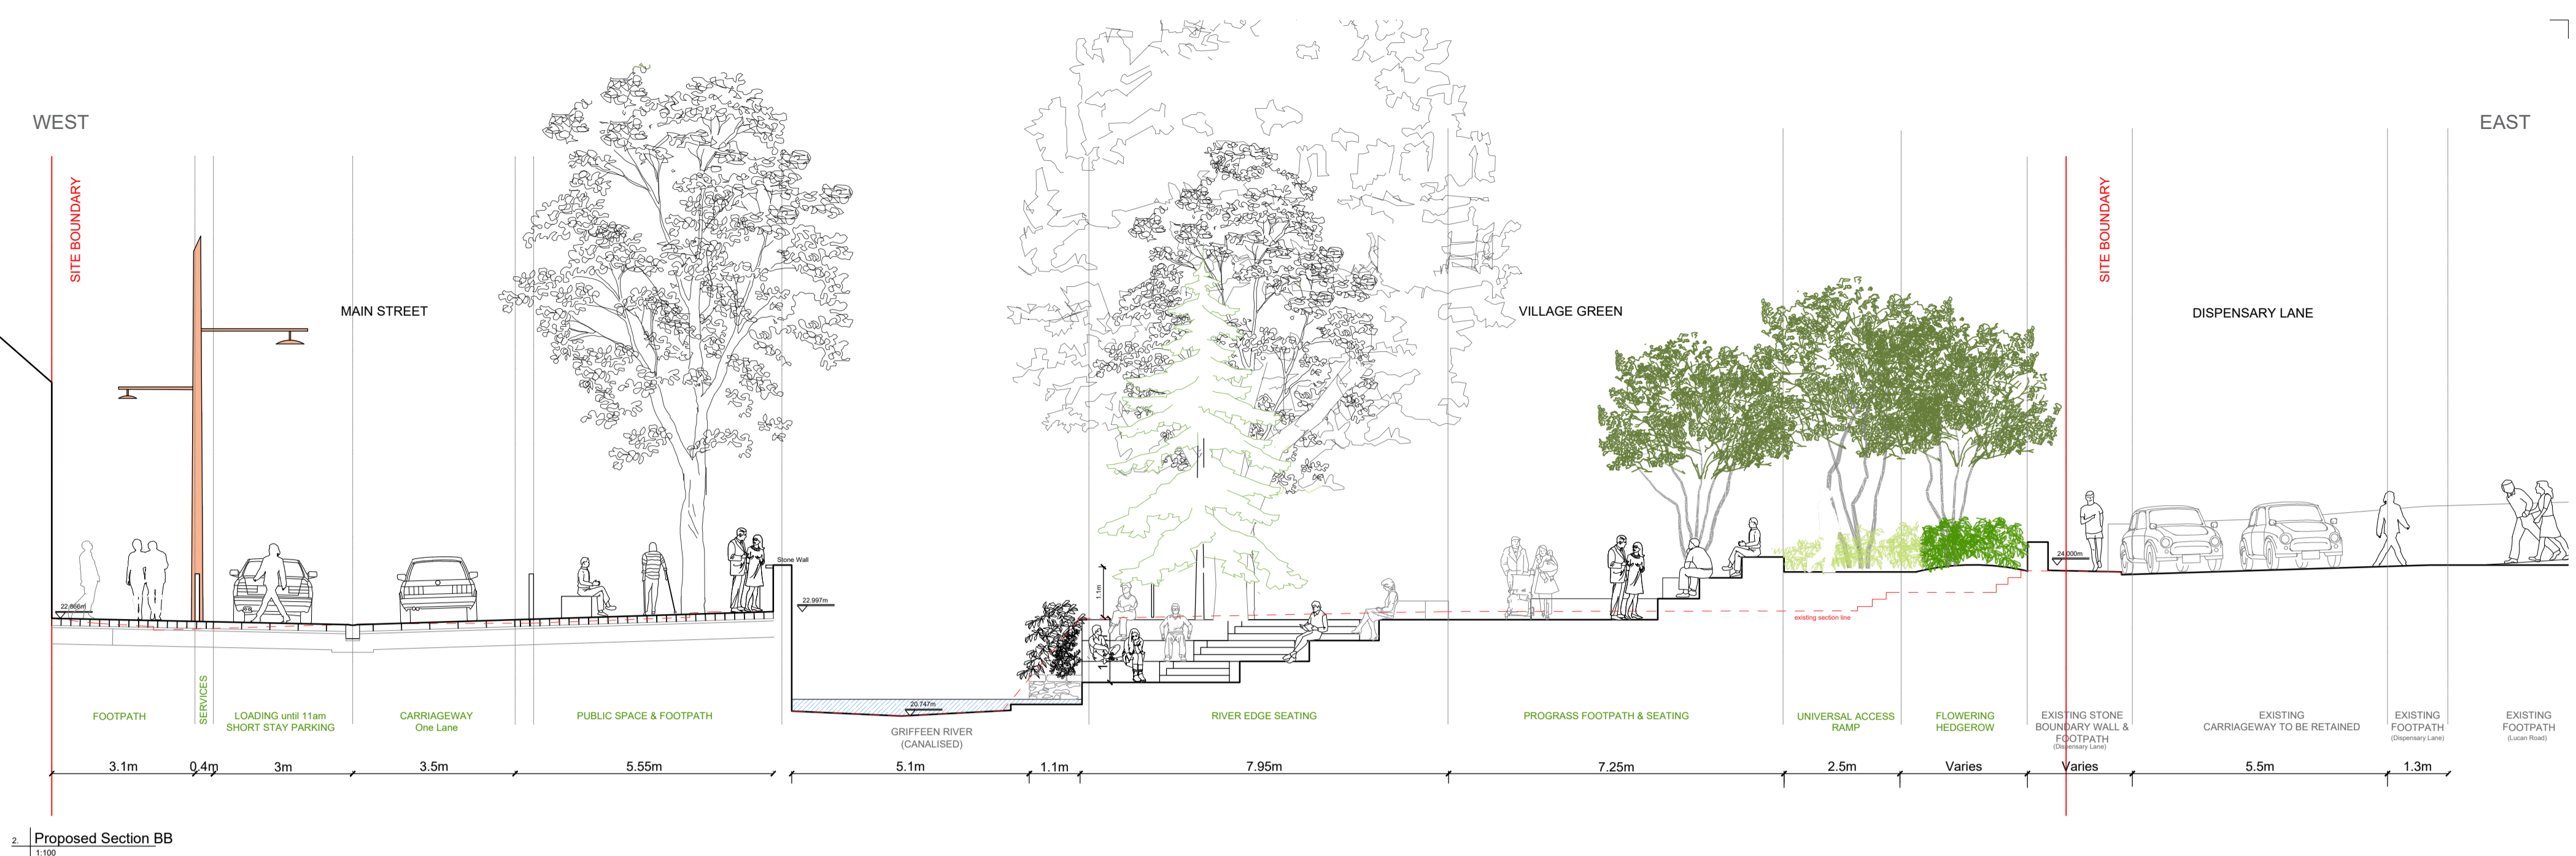 WEST
EAST
SITE BOUNDARY
SITE BOUNDARY
MAIN STREET
VILLAGE GREEN
DISPENSARY LANE
Stone Wall
22.997m
24.000m
1.1m
existing section line
20.747m
FOOTPATH
SERVICES
LOADING until 11am
SHORT STAY PARKING
CARRIAGEWAY
One Lane
PUBLIC SPACE & FOOTPATH
GRIFFEEN RIVER
(CANALISED)
RIVER EDGE SEATING
PROGRASS FOOTPATH & SEATING
UNIVERSAL ACCESS
RAMP
FLOWERING
HEDGEROW
EXISTING STONE
BOUNDARY WALL &
FOOTPATH
(Dispensary Lane)
EXISTING
CARRIAGEWAY TO BE RETAINED
EXISTING
FOOTPATH
(Dispensary Lane)
EXISTING
FOOTPATH
(Lucan Road)
3.1m
0.4m
3m
3.5m
5.55m
5.1m
1.1m
7.95m
7.25m
2.5m
Varies
Varies
5.5m
1.3m
2.
Proposed Section BB
1:100